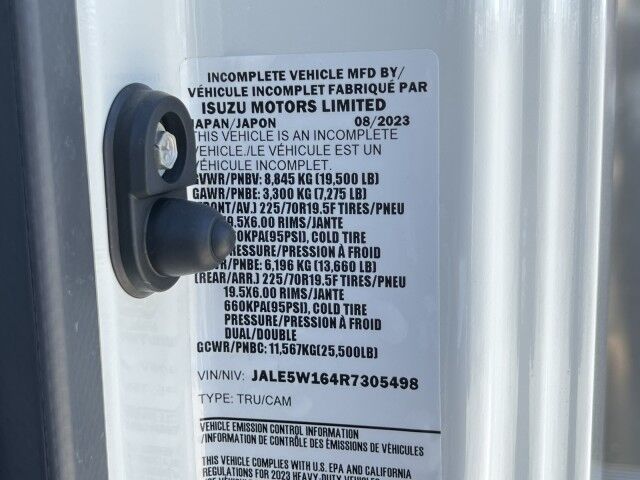 INCOMPLETE VEHICLE MFD BY/
VÉHICULE INCOMPLET FABRIQUÉ PAR
ISUZU MOTORS LIMITED
JAPAN/JAPON 08/2023
THIS VEHICLE IS AN INCOMPLETE
VEHICLE./LE VÉHICULE EST UN
VÉHICULE INCOMPLET.
GVWR/PNBV: 8,845 KG (19,500 LB)
GAWR/PNBE: 3,300 KG (7,275 LB)
(FRONT/AV.) 225/70R19.5F TIRES/PNEU
19.5X6.00 RIMS/JANTE
(95PSI), COLD TIRE
PRESSURE/PRESSION À FROID
GAWR/PNBE: 6,196 KG (13,660 LB)
(REAR/ARR.) 225/70R19.5F TIRES/PNEU
19.5X6.00 RIMS/JANTE
660KPA(95PSI), COLD TIRE
PRESSURE/PRESSION À FROID
DUAL/DOUBLE
GCWR/PNBC: 11,567KG(25,500LB)
VIN/NIV: JALE5W164R7305498
TYPE: TRU/CAM
VEHICLE EMISSION CONTROL INFORMATION
/INFORMATION DE CONTRÔLE DES ÉMISSIONS DE VÉHICULES
THIS VEHICLE COMPLIES WITH U.S. EPA AND CALIFORNIA
REGULATIONS FOR 2023 HEAVY-DUTY VEHICLES